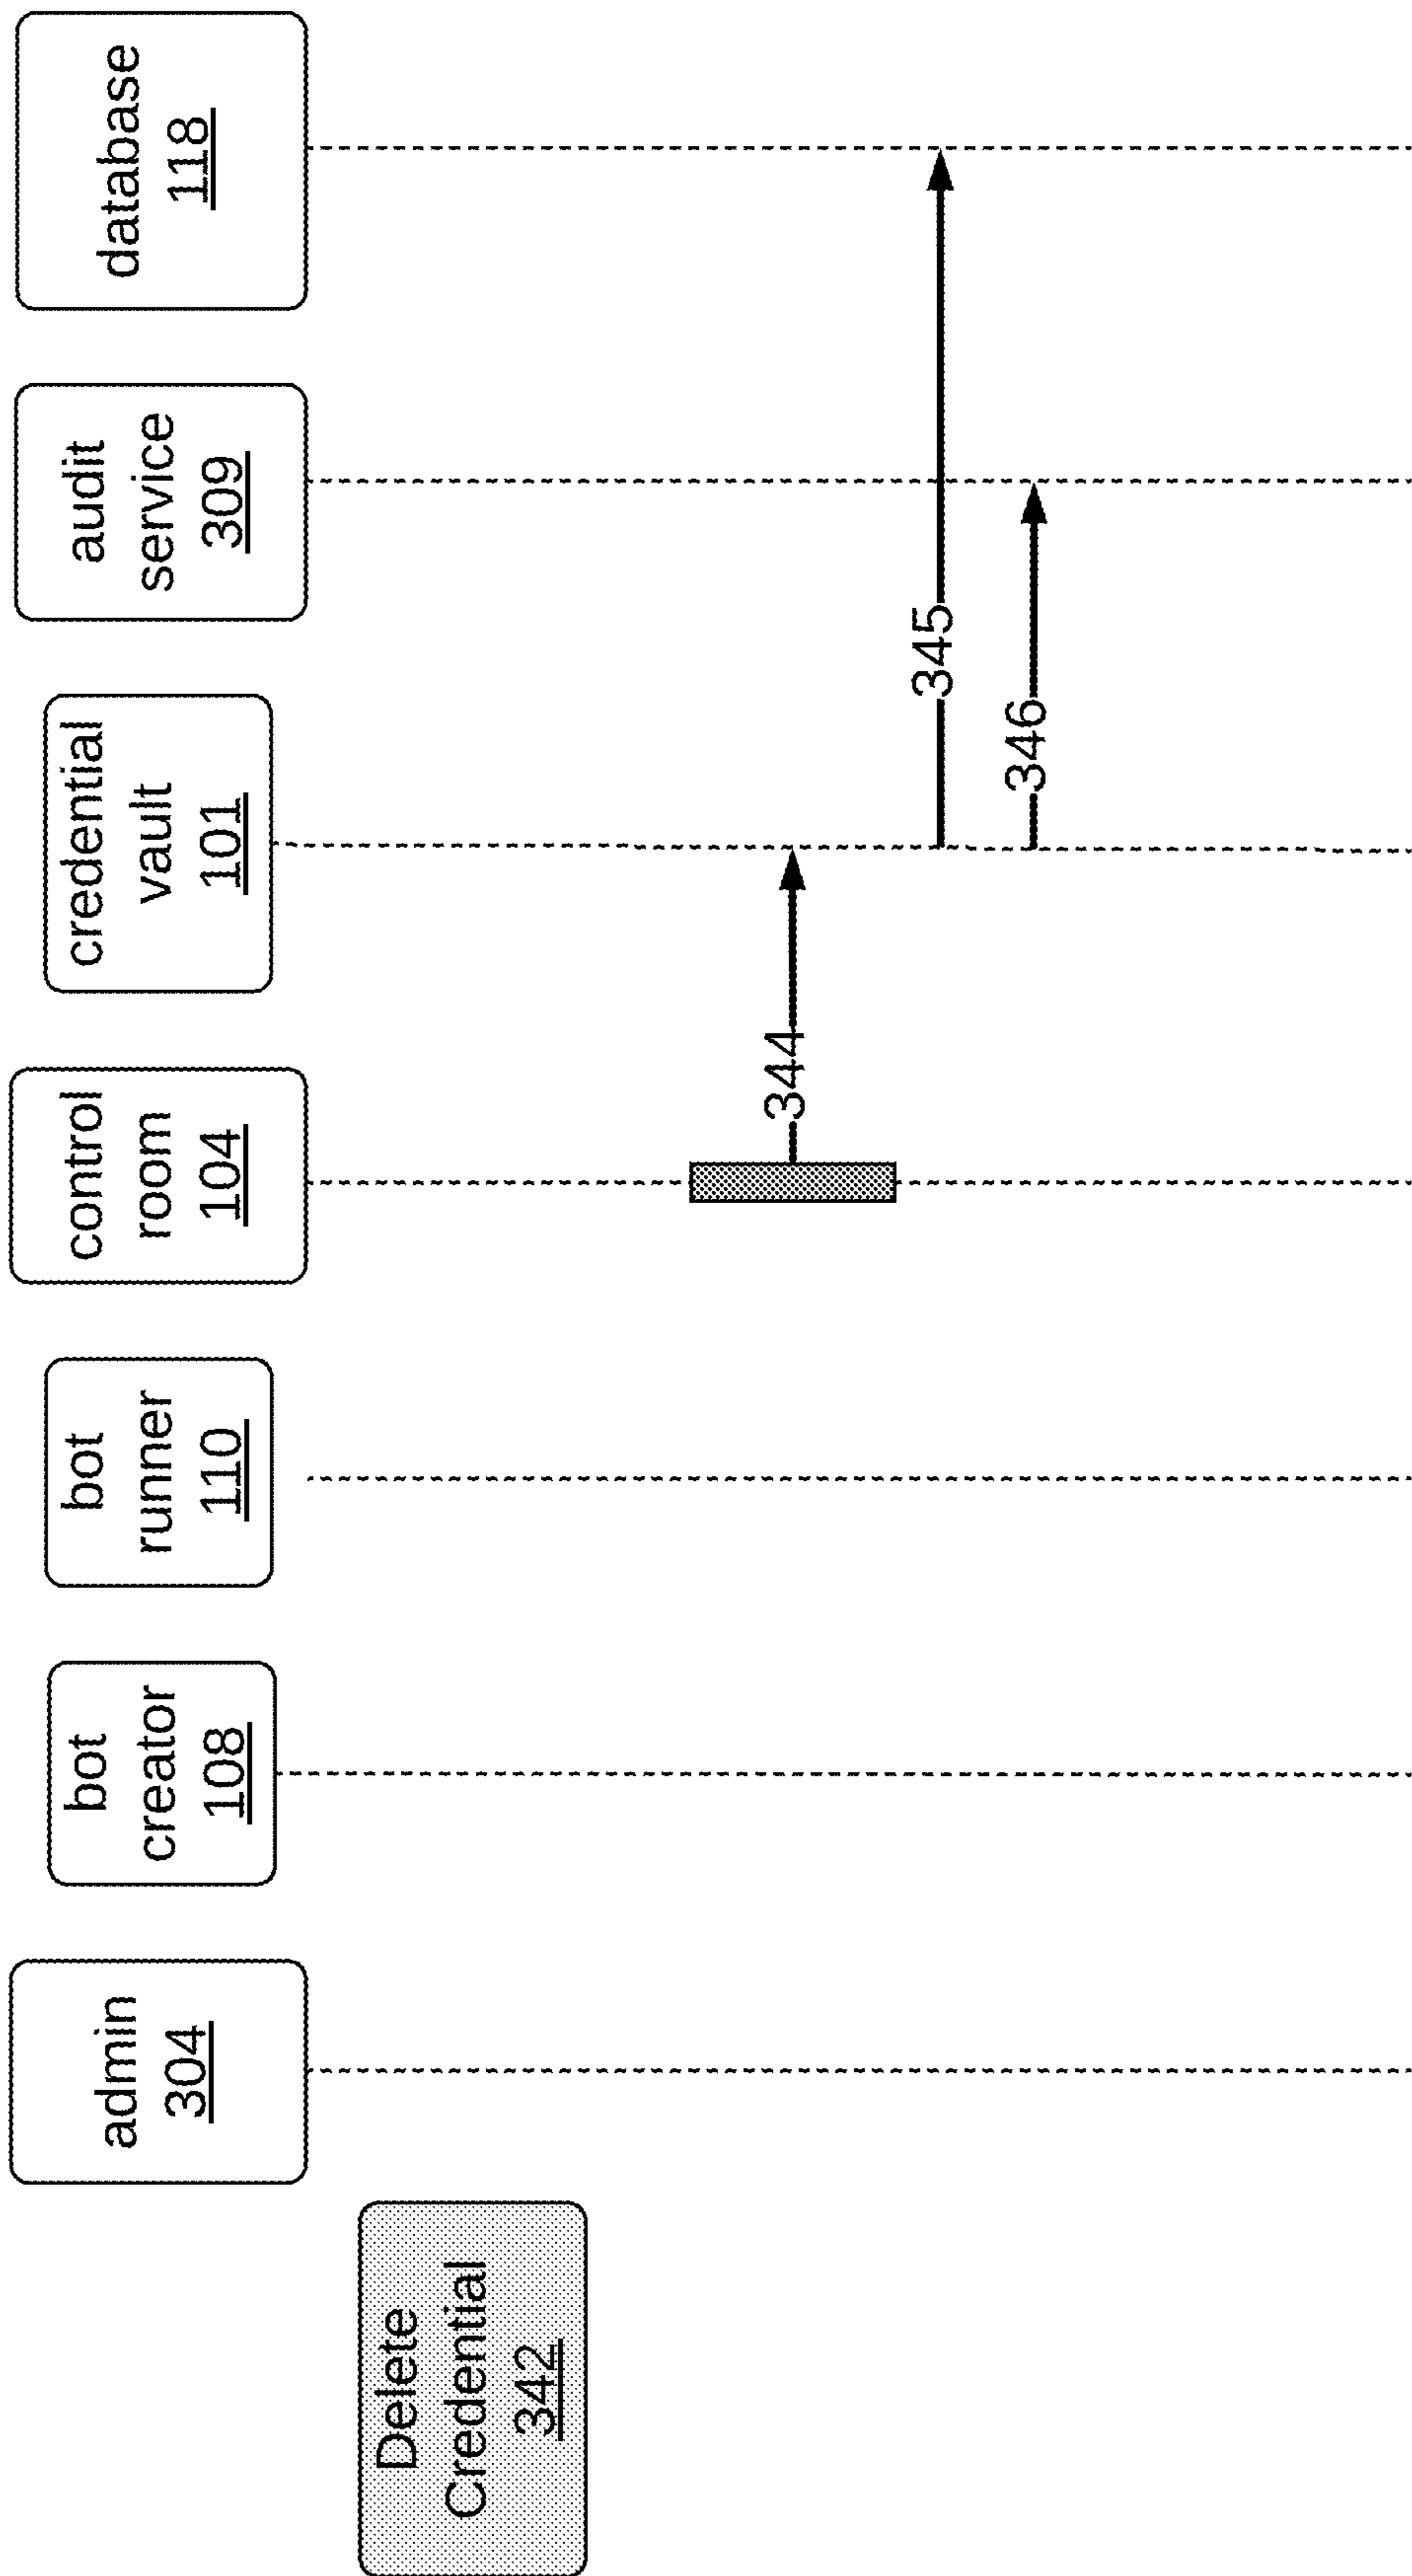 admin
304
bot
creator
108
bot
runner
110
control
room
104
credential
vault
101
audit
service
309
database
118
Delete
Credential
342
344
345
346